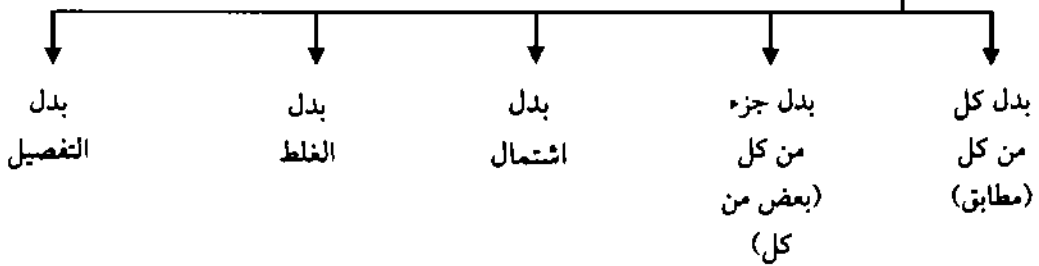 بدل كل
من كل
(مطابق)
بدل جزء
من كل
(بعض من
كل)
بدل
اشتمال
بدل
الغلط
بدل
التفصيل